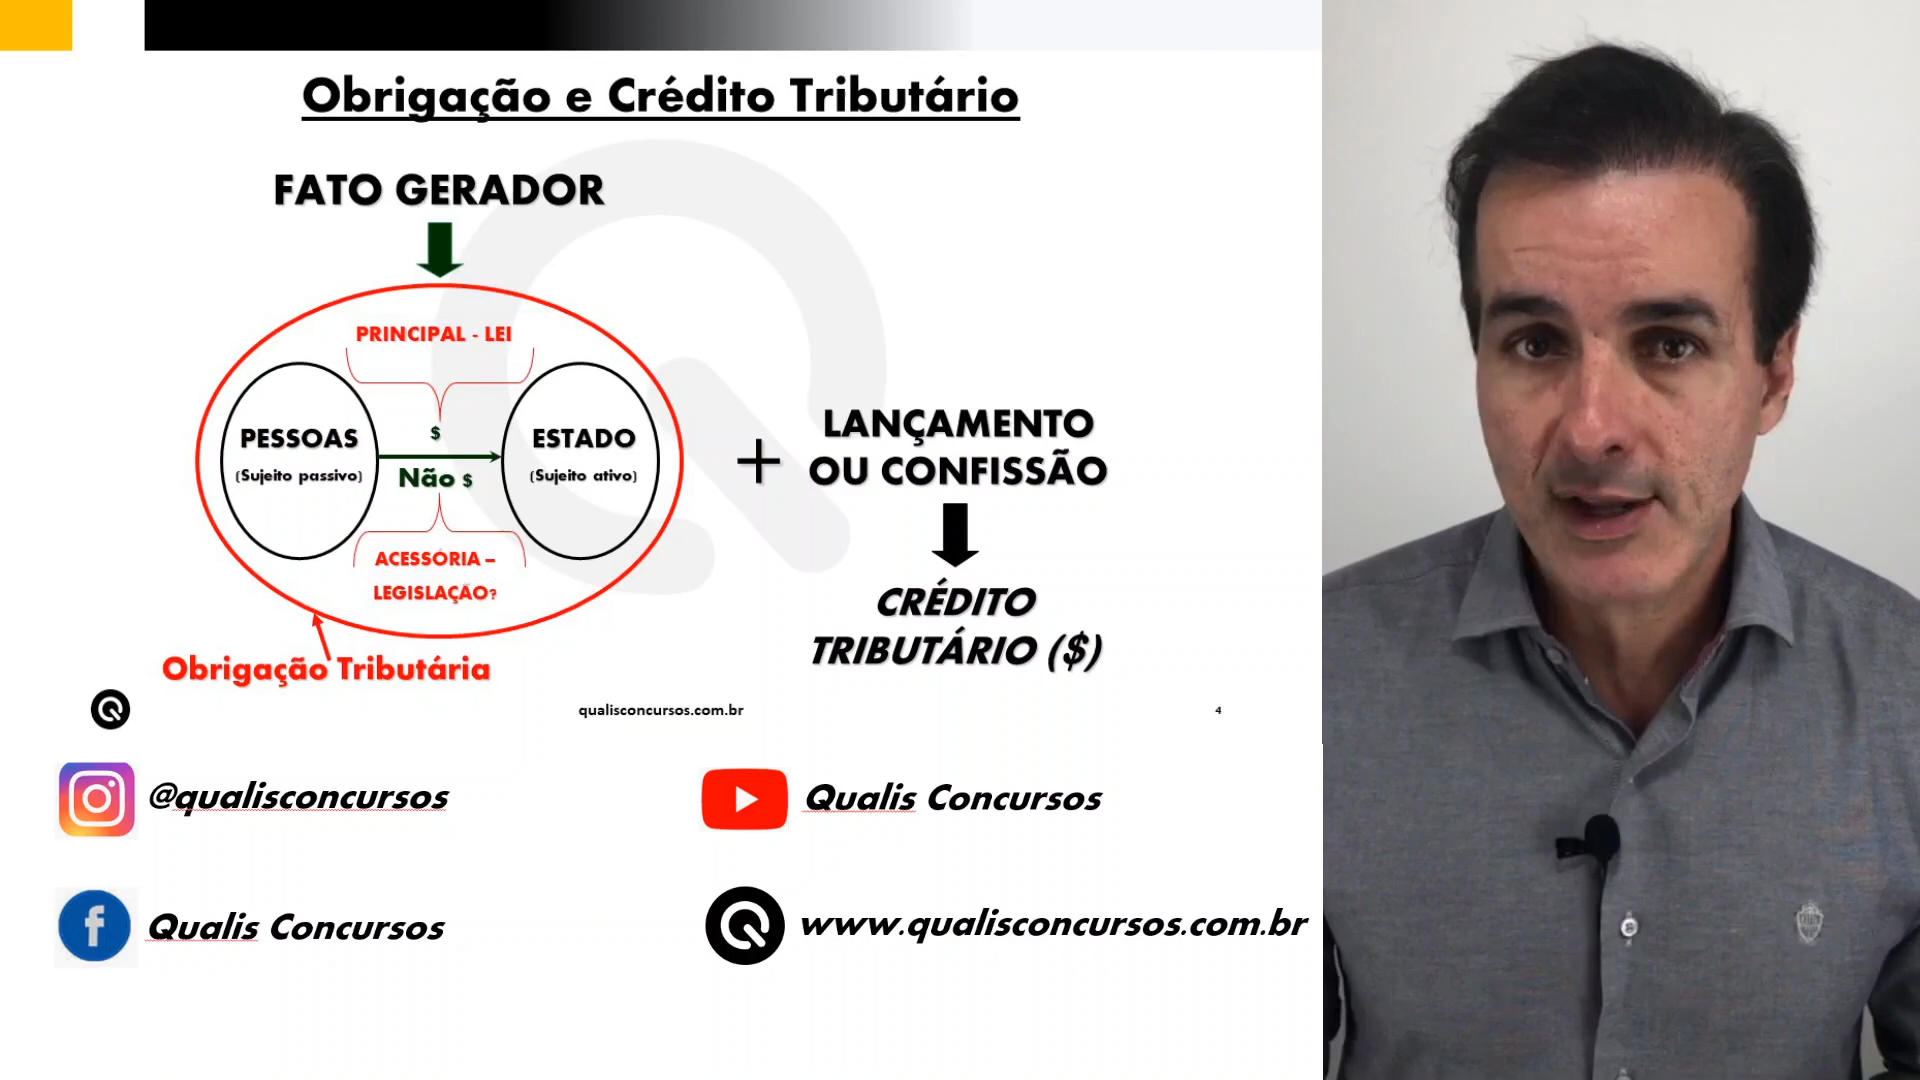 Obrigação e Crédito Tributário
FATO GERADOR
PRINCIPAL - LEI
PESSOAS
(Sujeito passivo)
$
Não $
ESTADO
(Sujeito ativo)
ACESSÓRIA –
LEGISLAÇÃO?
Obrigação Tributária
+
LANÇAMENTO
OU CONFISSÃO
CRÉDITO
TRIBUTÁRIO ($)
qualisconcursos.com.br
4
@qualisconcursos
Qualis Concursos
Qualis Concursos
www.qualisconcursos.com.br